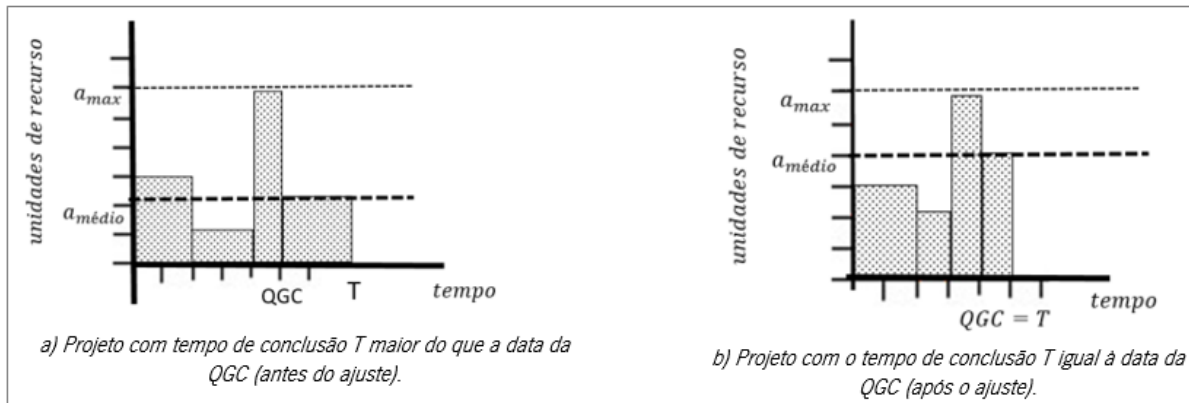 unidades de recurso
a_max
a_médio
QGC
T
tempo
a) Projeto com tempo de conclusão T maior do que a data da
QGC (antes do ajuste).
unidades de recurso
a_max
a_médio
QGC = T
tempo
b) Projeto com o tempo de conclusão T igual à data da
QGC (após o ajuste).